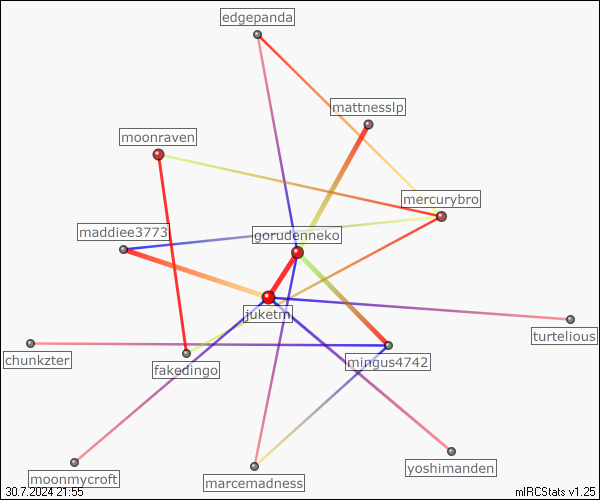 edgepanda
mattnesslp
moonraven
mercurybro
maddiee3773
gorudenneko
juketm
turtelious
chunkzter
mingus4742
fakedingo
yoshimanden
moonmycroft
marcemadness
30.7.2024 21:55
mIRCStats v1.25